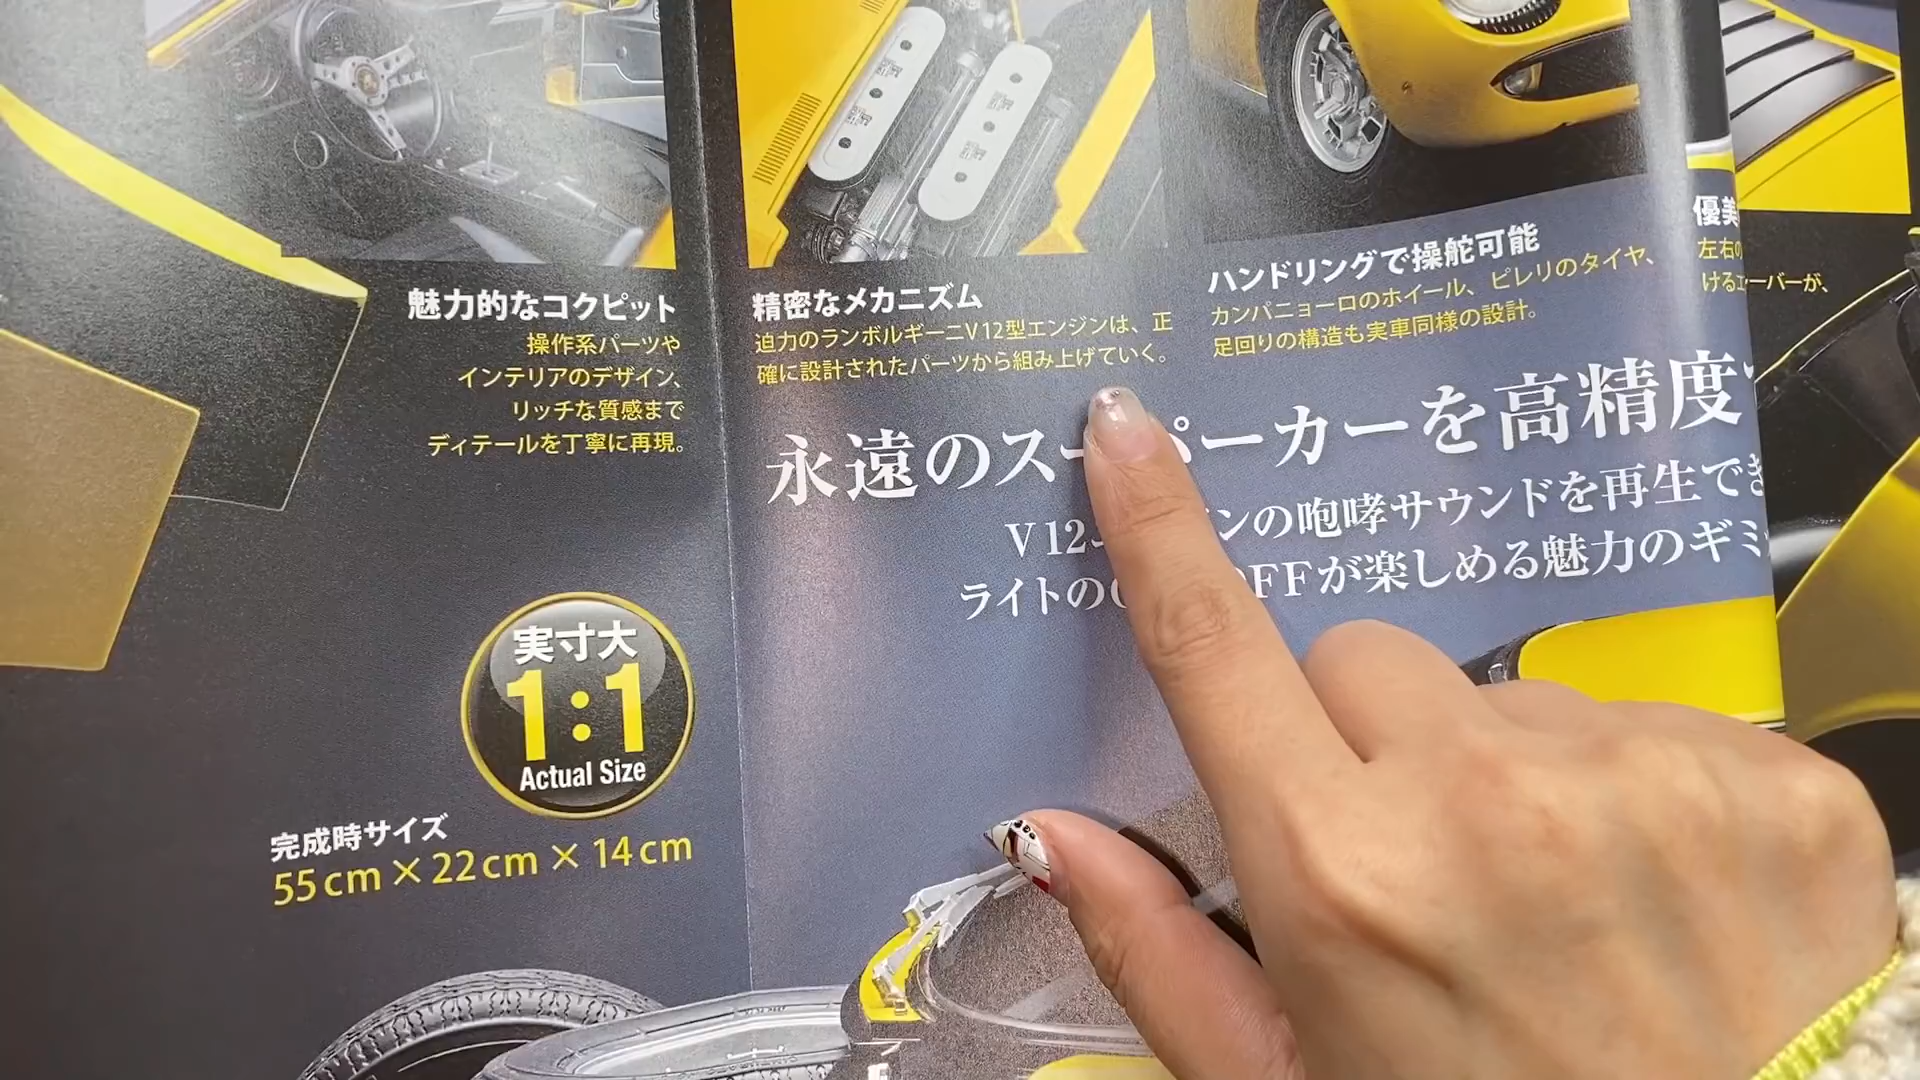 魅力的なコクピット
操作系パーツや
インテリアのデザイン、
リッチな質感まで
ディテールを丁寧に再現。
精密なメカニズム
迫力のランボルギーニV12型エンジンは、正
確に設計されたパーツから組み上げていく。
ハンドリングで操舵可能
カンパニョーロのホイール、ピレリのタイヤ、
足回りの構造も実車同様の設計。
優美
左右の
ける
ーバーが、
永遠のスーパーカーを高精度
V12 ンの咆哮サウンドを再生でき
ライトの FFが楽しめる魅力のギミ
実寸大
1:1
Actual Size
完成時サイズ
55cm×22cm×14cm